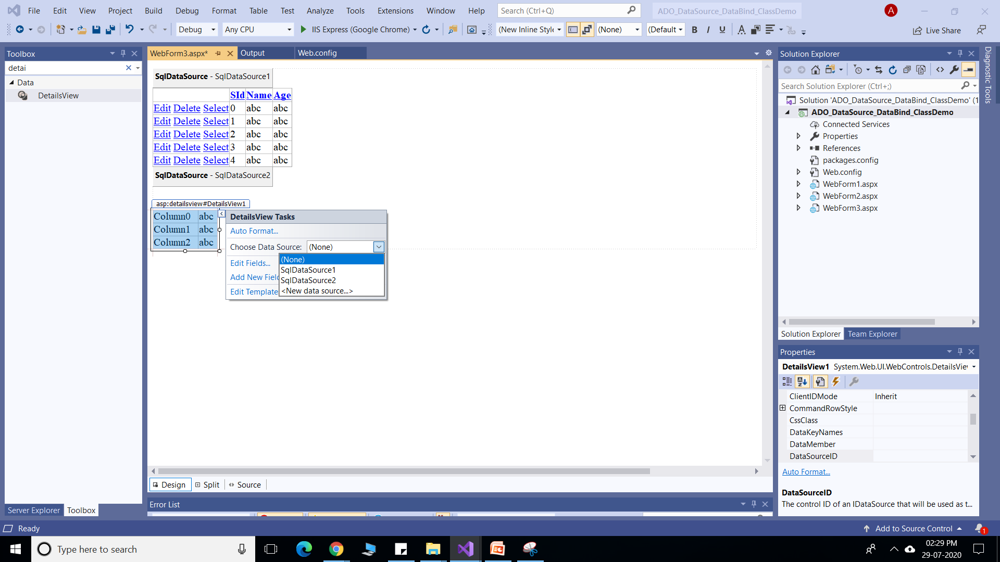 File Edit View Project Build Debug Format Table Test Analyze Tools Extensions Window Help Search (Ctrl+Q) ADO_DataSource_DataBind_ClassDemo A
Debug Any CPU IIS Express (Google Chrome) (New Inline Style (None) (Default B I U A Live Share
Toolbox
detai
Data
DetailsView
Server Explorer Toolbox
WebForm3.aspx* Output Web.config
SqlDataSource - SqlDataSource1
SId Name Age
Edit Delete Select 0 abc abc
Edit Delete Select 1 abc abc
Edit Delete Select 2 abc abc
Edit Delete Select 3 abc abc
Edit Delete Select 4 abc abc
SqlDataSource - SqlDataSource2
asp:detailsview#DetailsView1
Column0 abc
Column1 abc
Column2 abc
DetailsView Tasks
Auto Format...
Choose Data Source: (None)
(None)
SqlDataSource1
SqlDataSource2
<New data source...>
Edit Fields...
Add New Fiel
Edit Template
Design Split Source
Error List
Solution Explorer
Search Solution Explorer (Ctrl+;)
Solution 'ADO_DataSource_DataBind_ClassDemo' (1
ADO_DataSource_DataBind_ClassDemo
Connected Services
Properties
References
packages.config
Web.config
WebForm1.aspx
WebForm2.aspx
WebForm3.aspx
Solution Explorer Team Explorer
Diagnostic Tools
Properties
DetailsView1 System.Web.UI.WebControls.DetailsView
ClientIDMode Inherit
CommandRowStyle
CssClass
DataKeyNames
DataMember
DataSourceID
Auto Format...
DataSourceID
The control ID of an IDataSource that will be used as t...
Ready Add to Source Control 1
Type here to search
02:29 PM
29-07-2020